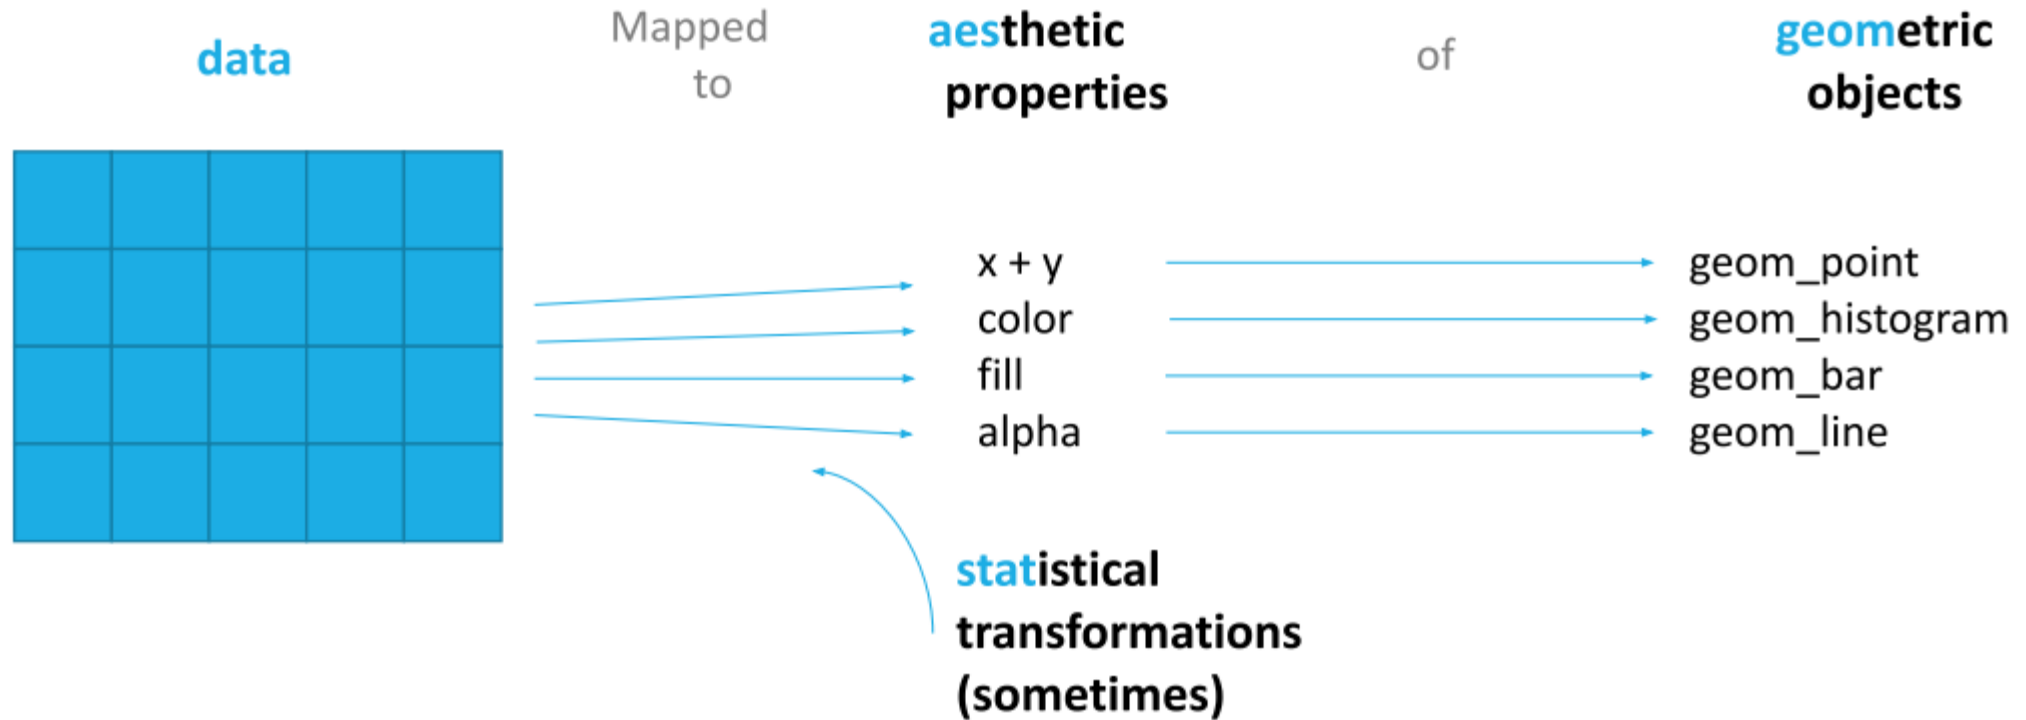 data
Mapped
to
aesthetic
properties
of
geometric
objects
x + y
color
fill
alpha
geom_point
geom_histogram
geom_bar
geom_line
statistical
transformations
(sometimes)